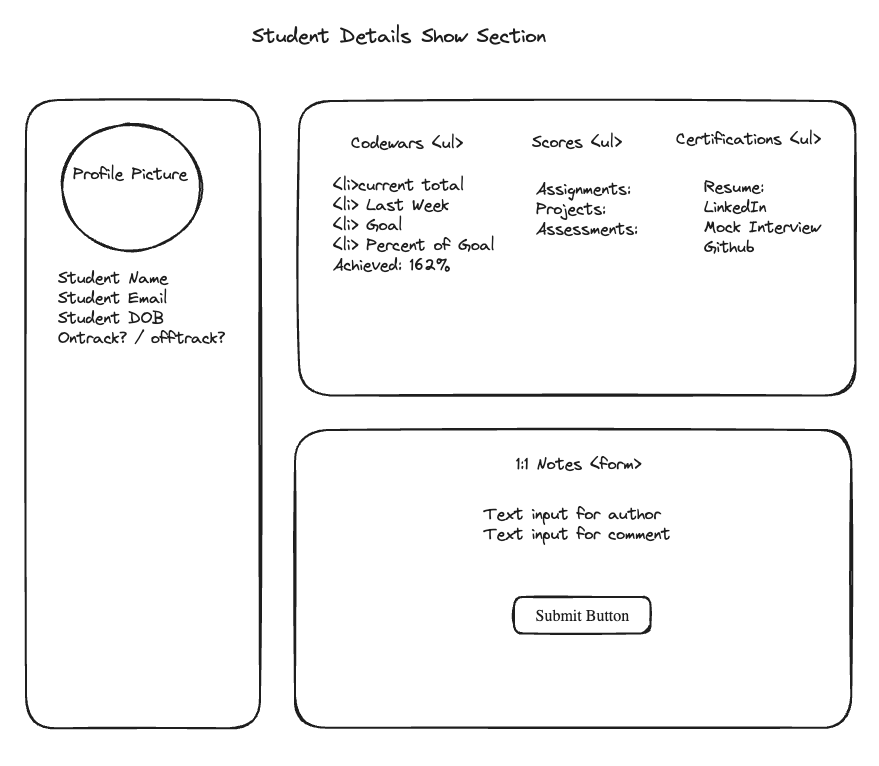 Student Details Show Section
Profile Picture
Student Name
Student Email
Student DOB
Ontrack? / offtrack?
Codewars <ul>
<li>current total
<li> Last Week
<li> Goal
<li> Percent of Goal
Achieved: 162%
Scores <ul>
Assignments:
Projects:
Assessments:
Certifications <ul>
Resume:
LinkedIn
Mock Interview
Github
1:1 Notes <form>
Text input for author
Text input for comment
Submit Button